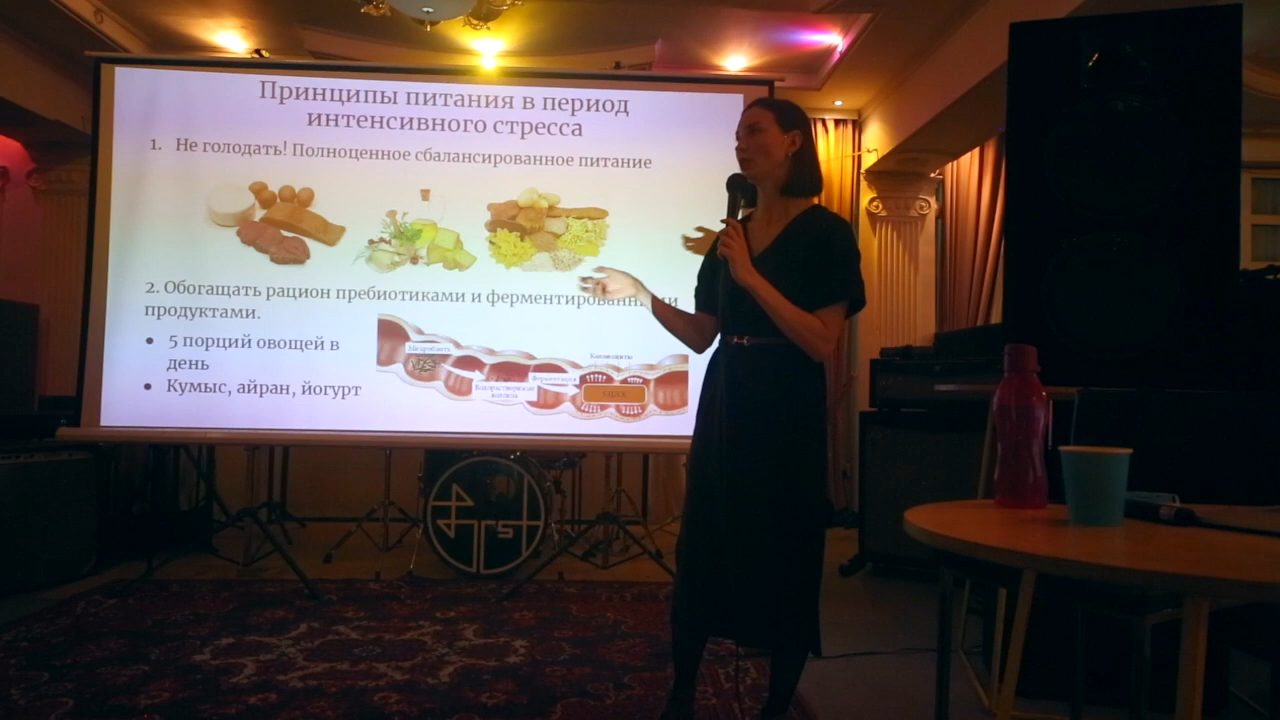 Принципы питания в период
интенсивного стресса
1. Не голодать! Полноценное сбалансированное питание
2. Обогащать рацион пребиотиками и ферментированными
продуктами.
• 5 порций овощей в
день
• Кумыс, айран, йогурт
Ферментация